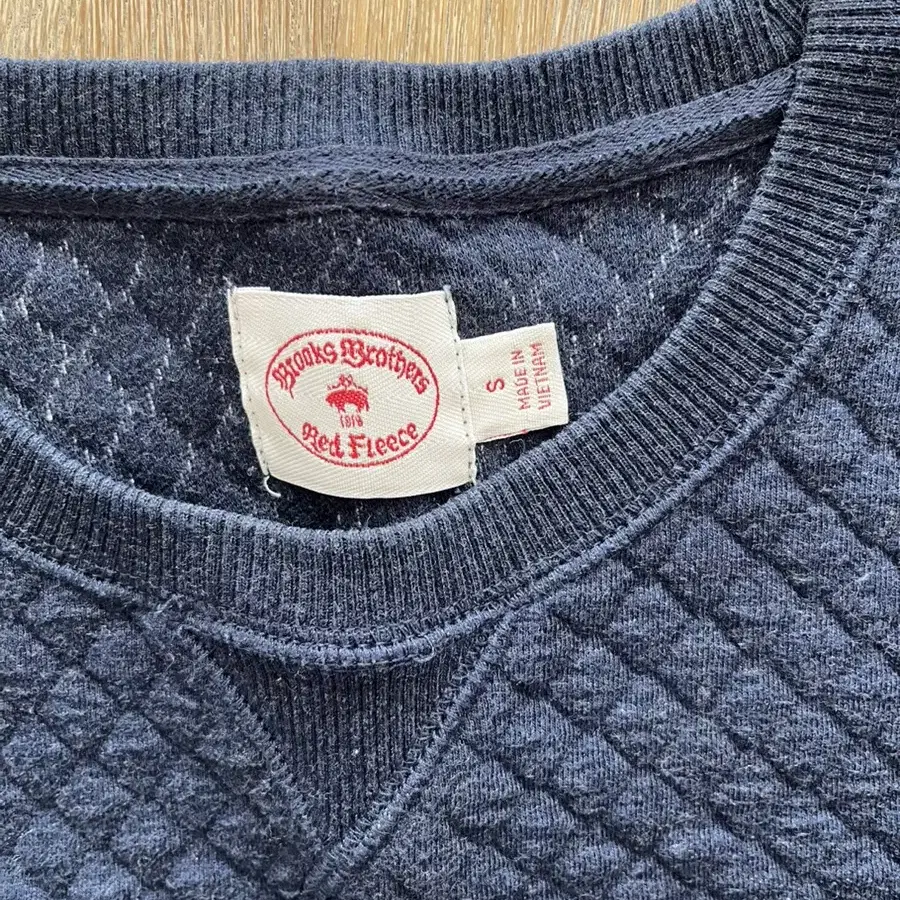 Brooks Brothers
1818
Red Fleece
S
MADE IN
VIETNAM